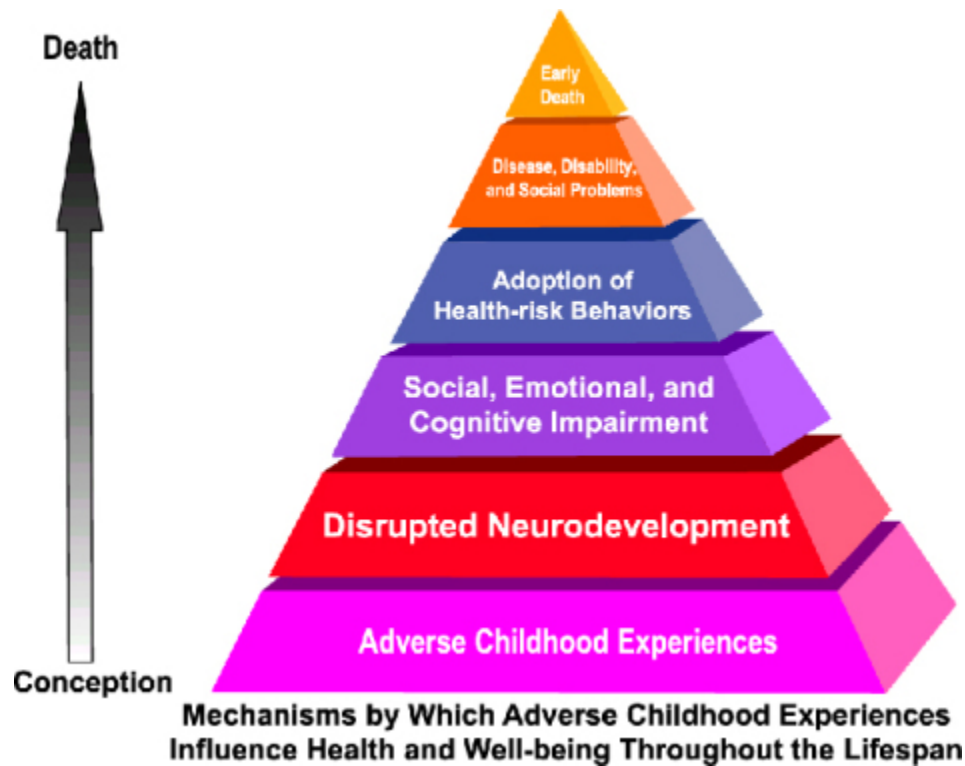 Death
Early
Death
Disease, Disability,
and Social Problems
Adoption of
Health-risk Behaviors
Social, Emotional, and
Cognitive Impairment
Disrupted Neurodevelopment
Adverse Childhood Experiences
Conception
Mechanisms by Which Adverse Childhood Experiences
Influence Health and Well-being Throughout the Lifespan